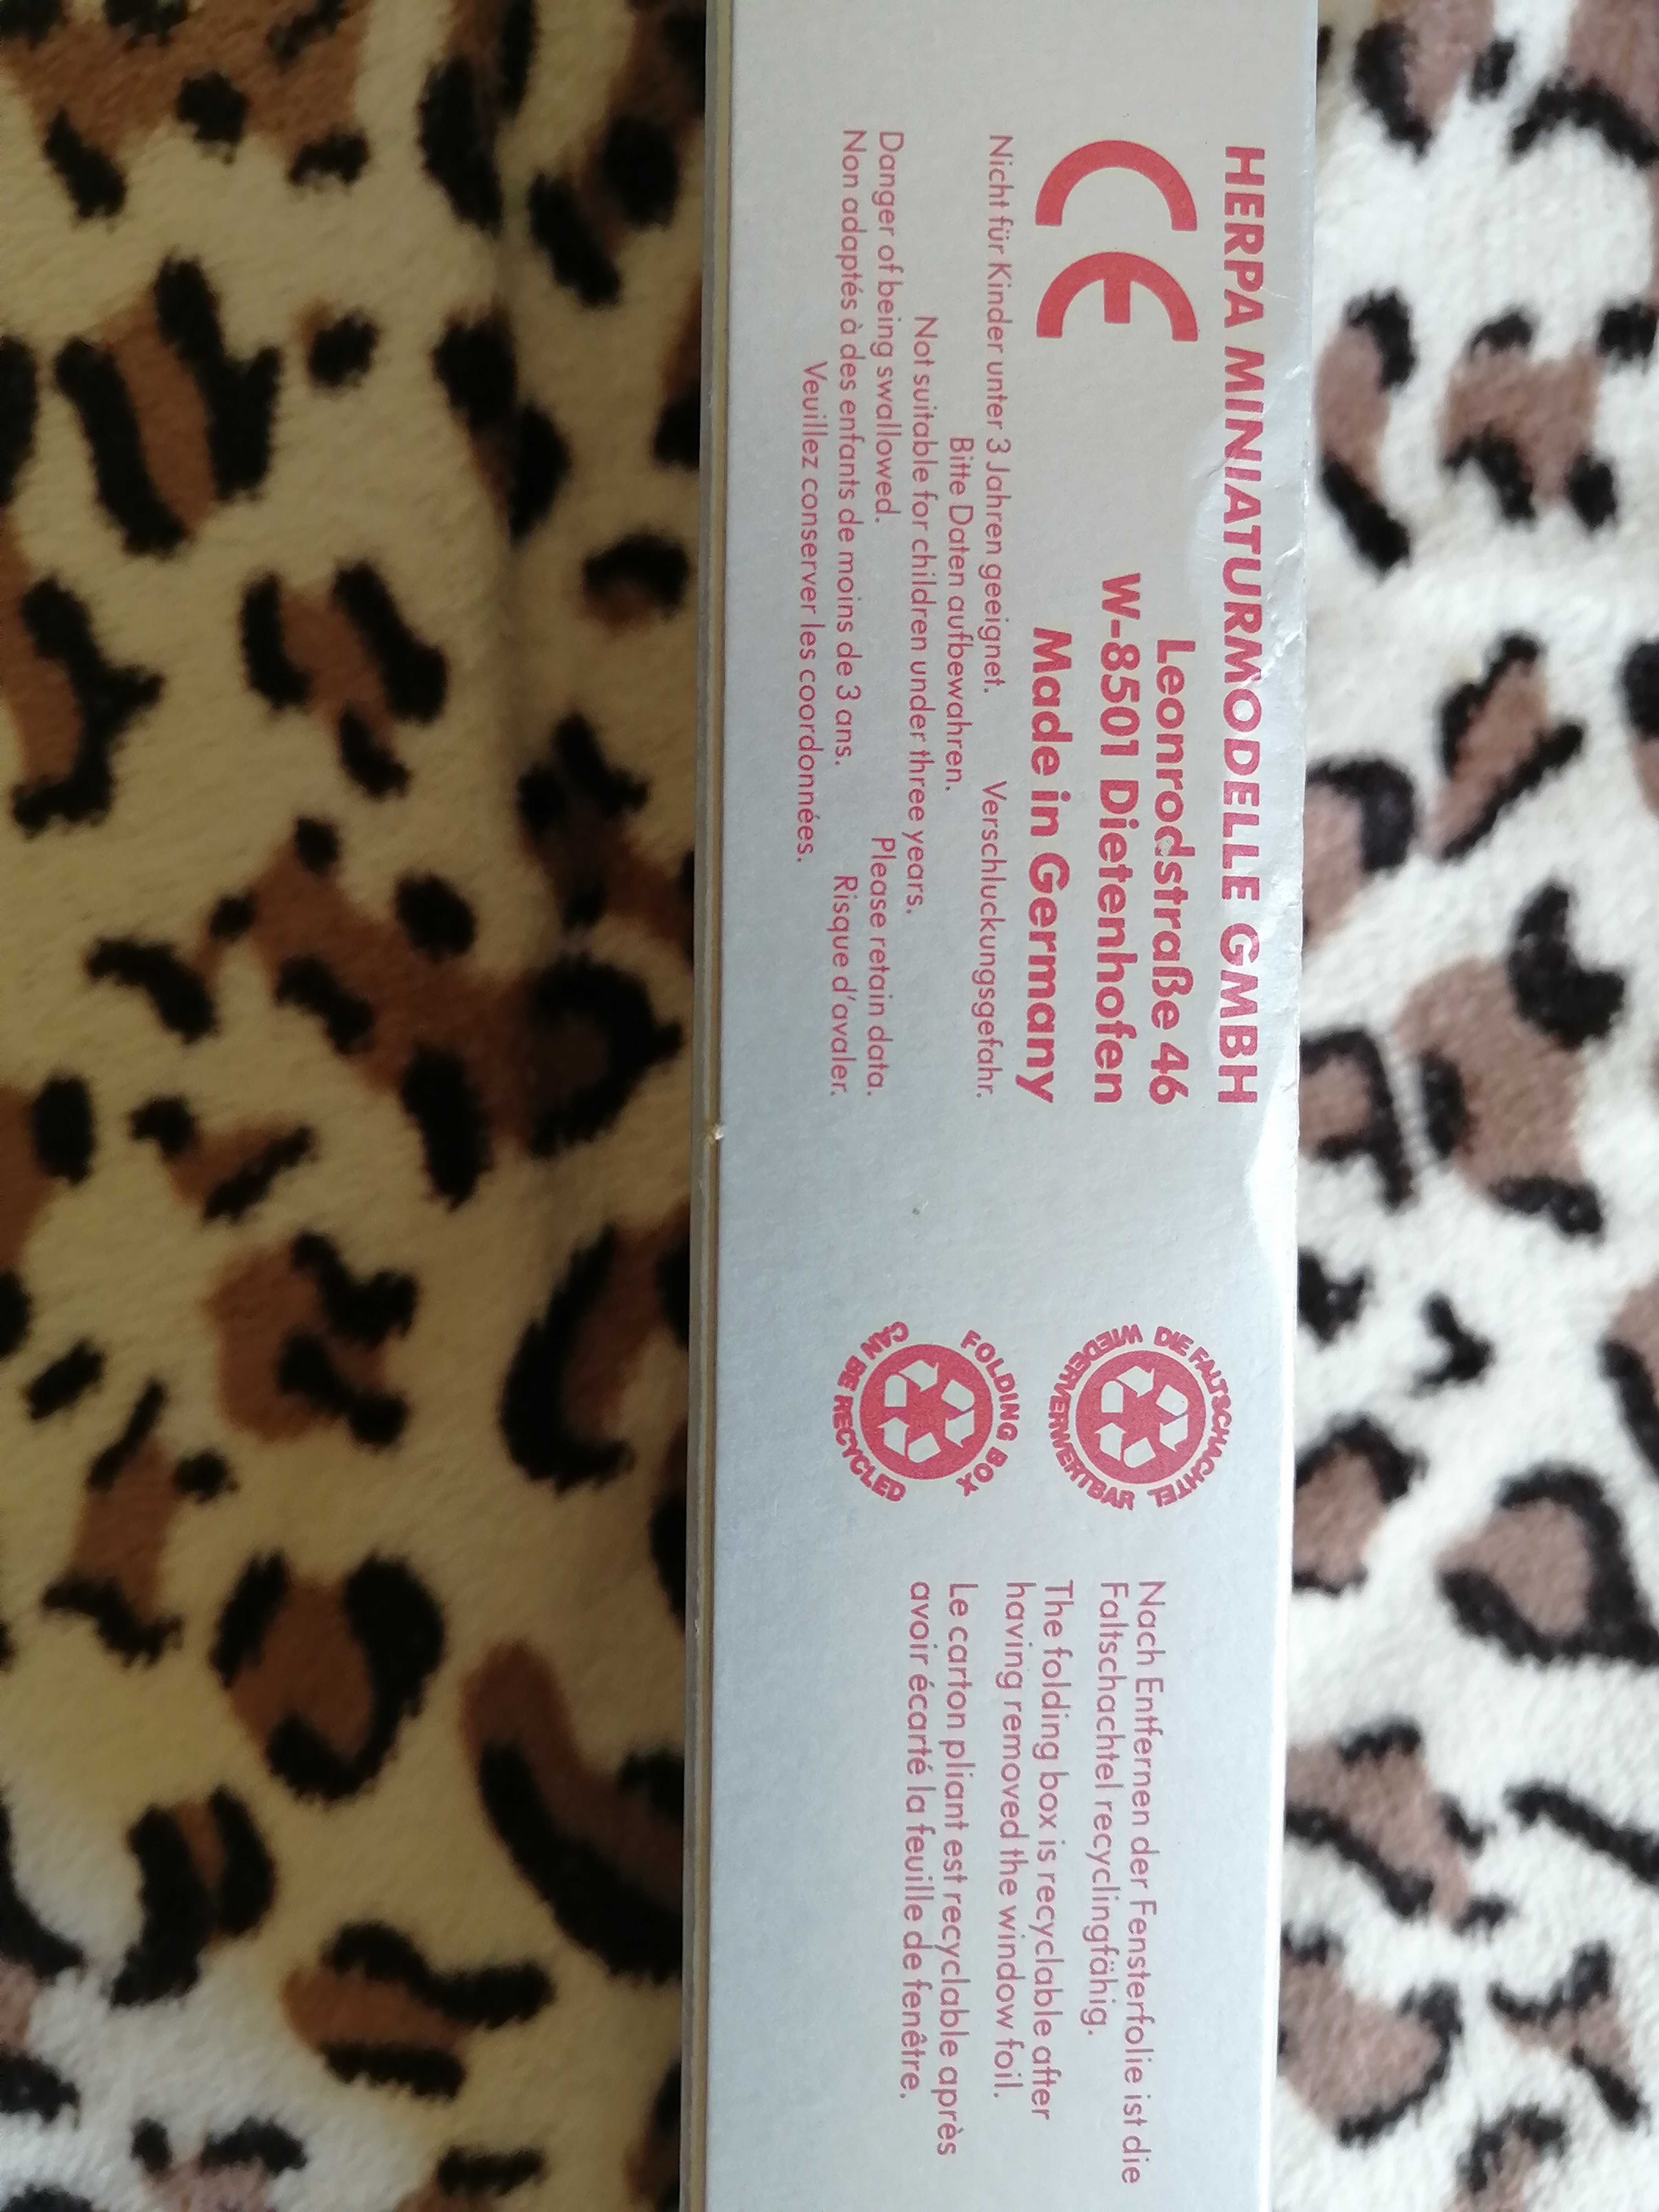 HERPA MINIATURMODELLE GMBH
CE
Leonrodstraße 46
W-8501 Dietenhofen
Made in Germany
Nicht für Kinder unter 3 Jahren geeignet. Verschluckungsgefahr.
Bitte Daten aufbewahren.
Not suitable for children under three years.
Danger of being swallowed. Please retain data.
Non adaptés à des enfants de moins de 3 ans. Risque d'avaler.
Veuillez conserver les coordonnées.
DIE FALTSCHACHTEL
WIEDERVERWERTBAR
FOLDING BOX
CAN BE RECYCLED
Nach Entfernen der Fensterfolie ist die
Faltschachtel recyclingfähig.
The folding box is recyclable after
having removed the window foil.
Le carton pliant est recyclable après
avoir écarté la feuille de fenêtre.